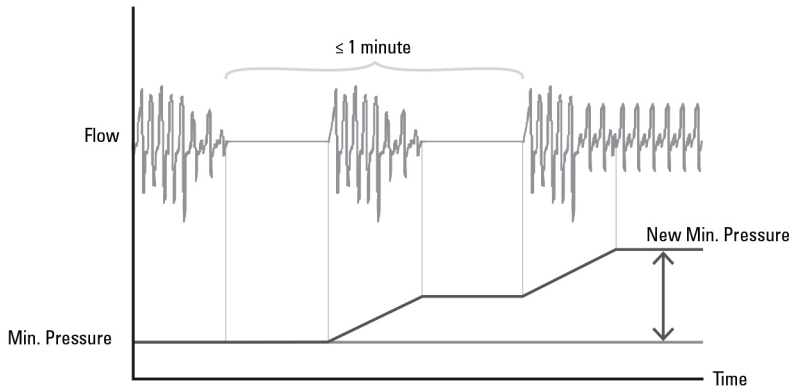 ≤ 1 minute
Flow
New Min. Pressure
Min. Pressure
Time